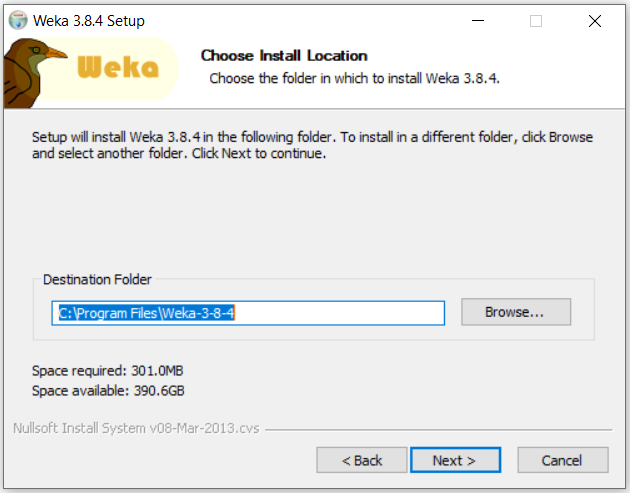 Weka 3.8.4 Setup
Weka
Choose Install Location
Choose the folder in which to install Weka 3.8.4.
Setup will install Weka 3.8.4 in the following folder. To install in a different folder, click Browse
and select another folder. Click Next to continue.
Destination Folder
C:\Program Files\Weka-3-8-4
Browse...
Space required: 301.0MB
Space available: 390.6GB
Nullsoft Install System v08-Mar-2013.cvs
< Back
Next >
Cancel